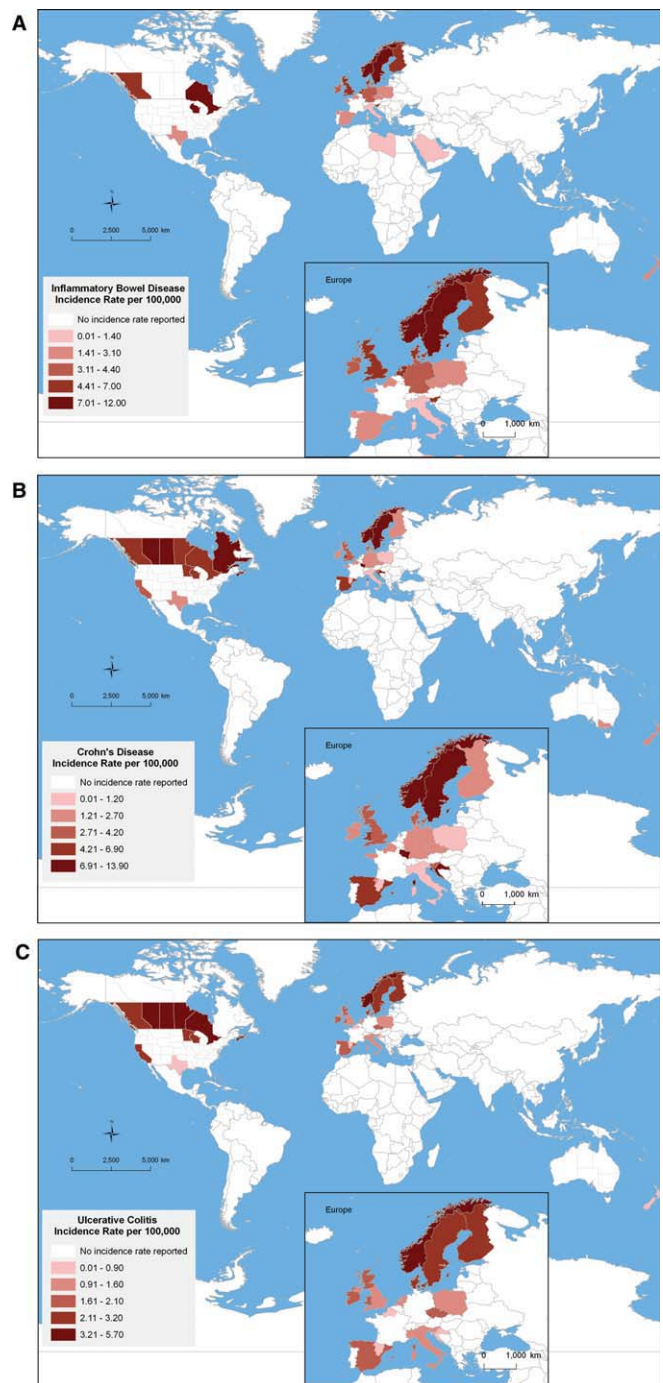 A
N
0 2,500 5,000 km
Inflammatory Bowel Disease
Incidence Rate per 100,000
No incidence rate reported
0.01 - 1.40
1.41 - 3.10
3.11 - 4.40
4.41 - 7.00
7.01 - 12.00
Europe
0 1,000 km
B
N
0 2,500 5,000 km
Crohn's Disease
Incidence Rate per 100,000
No incidence rate reported
0.01 - 1.20
1.21 - 2.70
2.71 - 4.20
4.21 - 6.90
6.91 - 13.90
Europe
0 1,000 km
C
N
0 2,500 5,000 km
Ulcerative Colitis
Incidence Rate per 100,000
No incidence rate reported
0.01 - 0.90
0.91 - 1.60
1.61 - 2.10
2.11 - 3.20
3.21 - 5.70
Europe
0 1,000 km